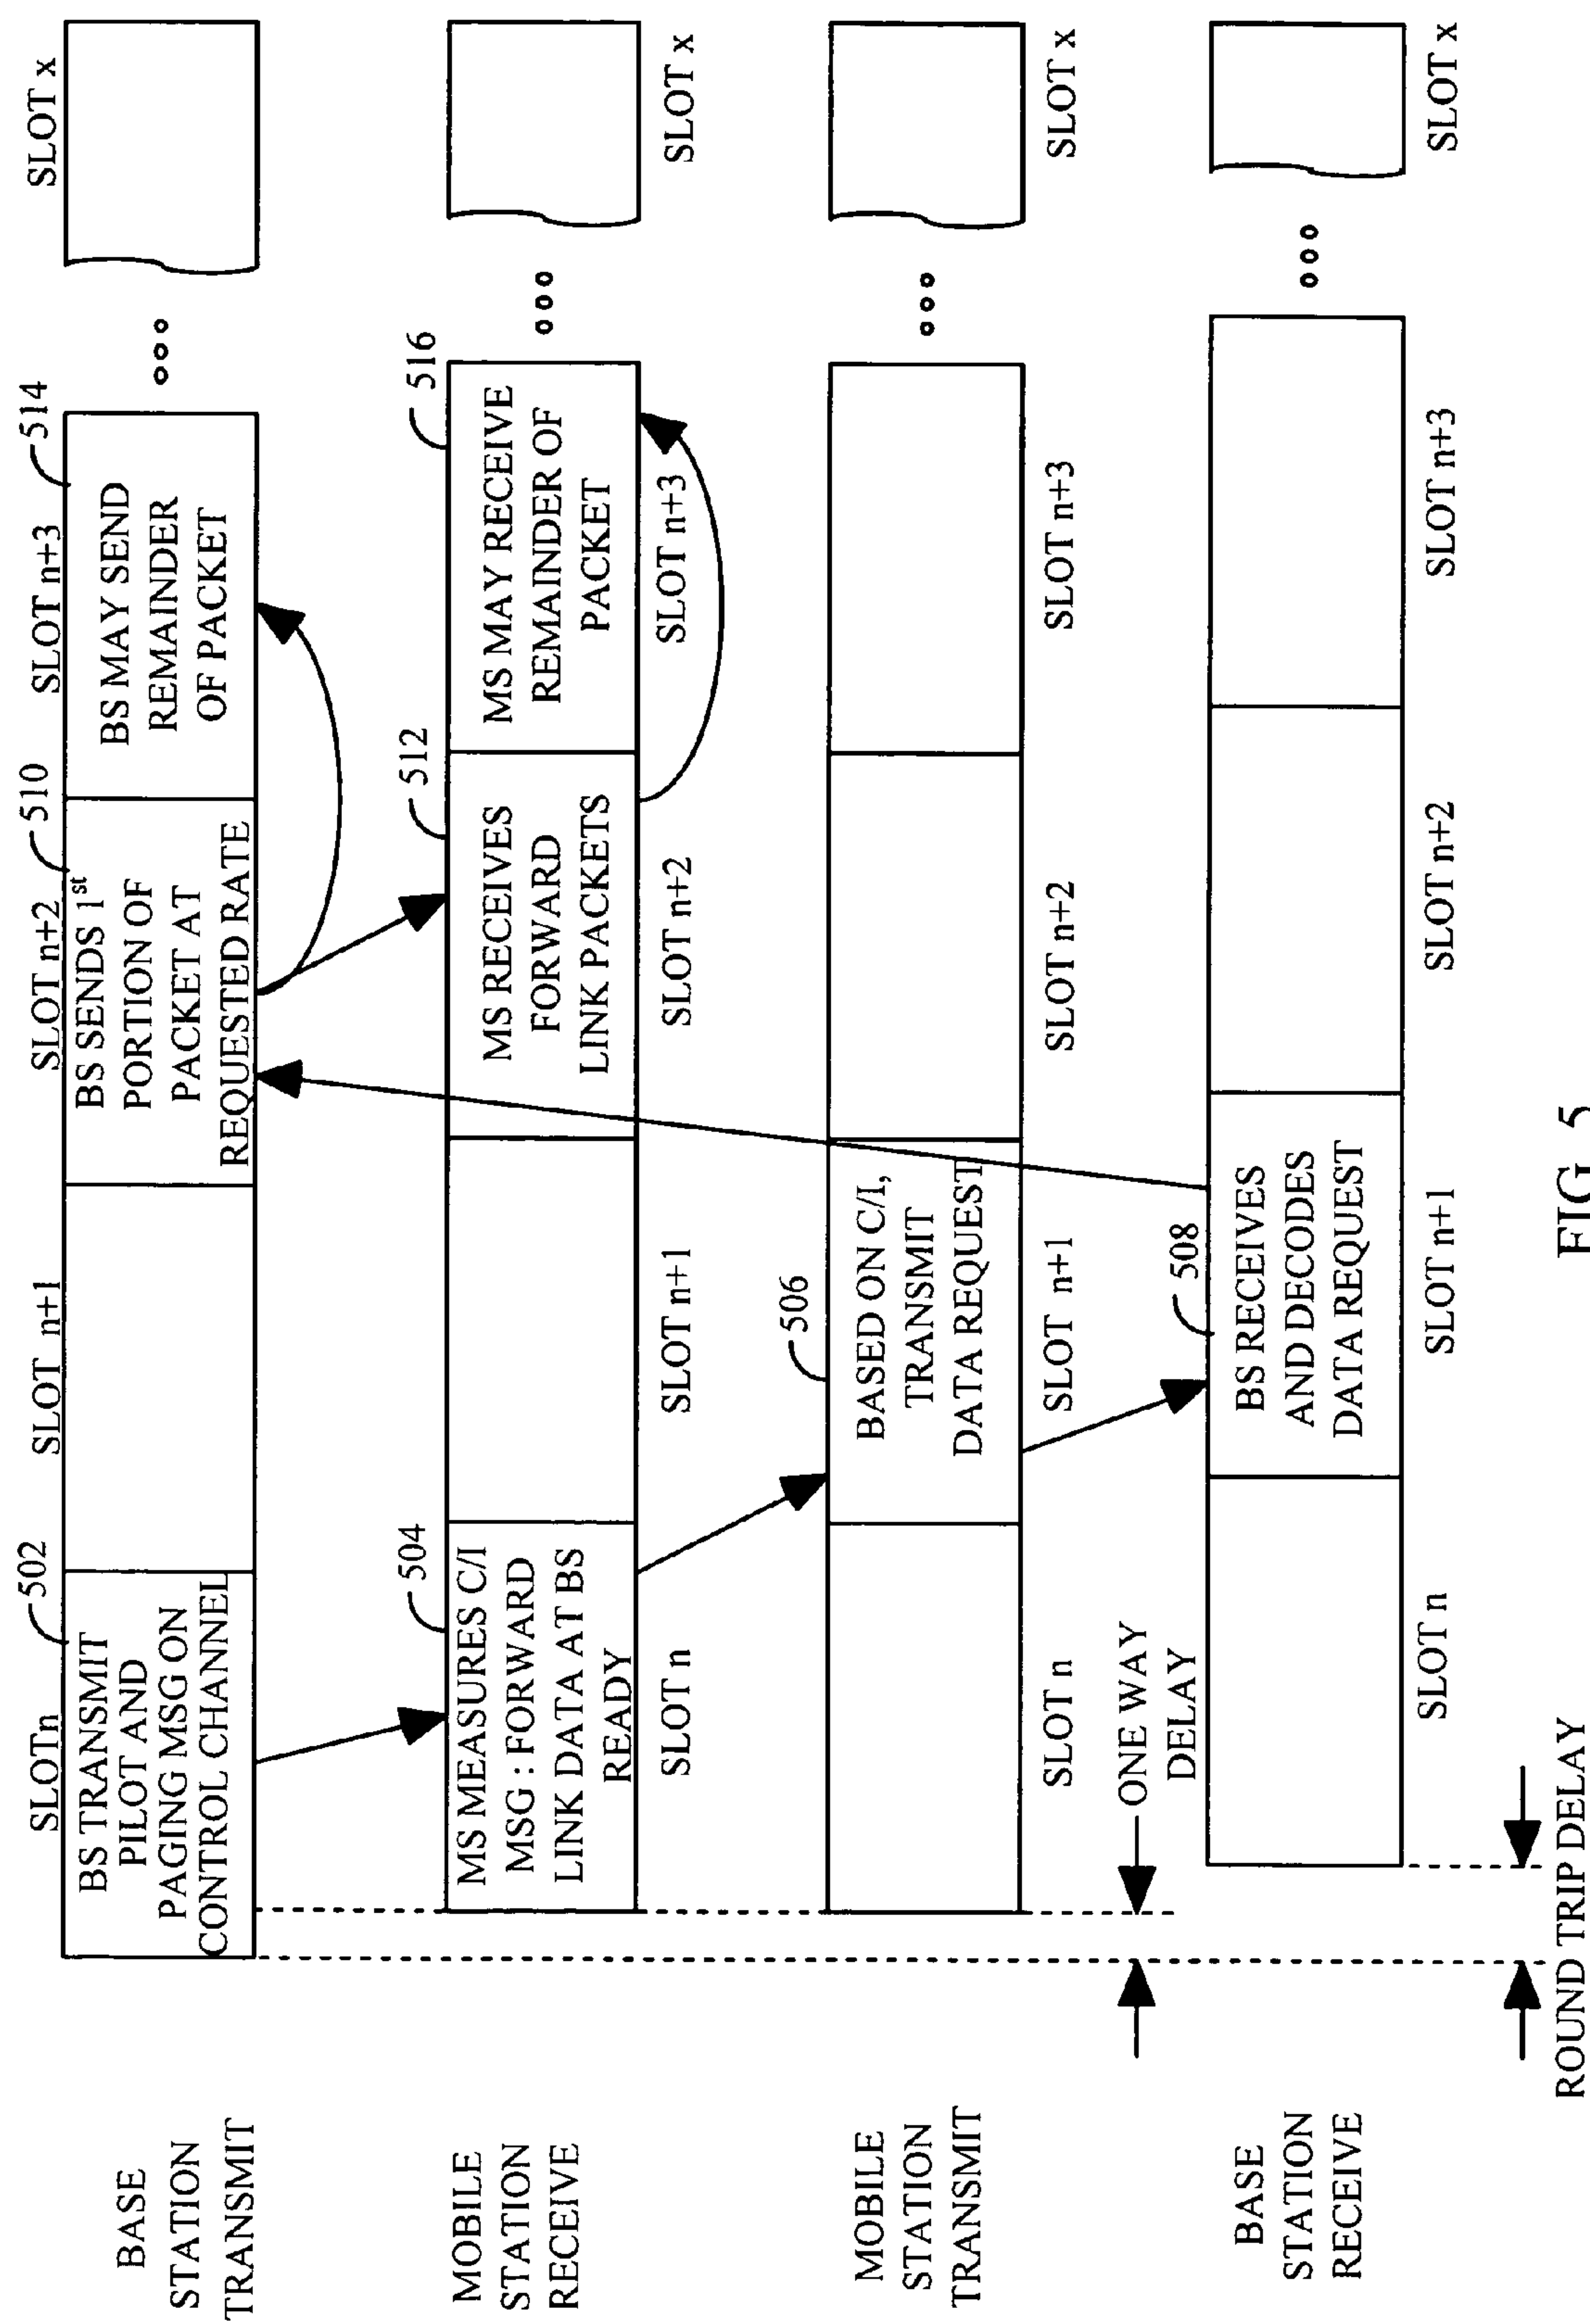 BASE
STATION
TRANSMIT
SLOTn
502
BS TRANSMIT
PILOT AND
PAGING MSG ON
CONTROL CHANNEL
SLOT n+1
SLOT n+2
510
BS SENDS 1st
PORTION OF
PACKET AT
REQUESTED RATE
SLOT n+3
514
BS MAY SEND
REMAINDER
OF PACKET
SLOT x
MOBILE
STATION
RECEIVE
504
MS MEASURES C/I
MSG : FORWARD
LINK DATA AT BS
READY
SLOT n
SLOT n+1
512
MS RECEIVES
FORWARD
LINK PACKETS
SLOT n+2
516
MS MAY RECEIVE
REMAINDER OF
PACKET
SLOT n+3
SLOT x
MOBILE
STATION
TRANSMIT
SLOT n
506
BASED ON C/I,
TRANSMIT
DATA REQUEST
SLOT n+1
SLOT n+2
SLOT n+3
SLOT x
ONE WAY
DELAY
BASE
STATION
RECEIVE
SLOT n
508
BS RECEIVES
AND DECODES
DATA REQUEST
SLOT n+1
SLOT n+2
SLOT n+3
SLOT x
ROUND TRIP DELAY
FIG. 5